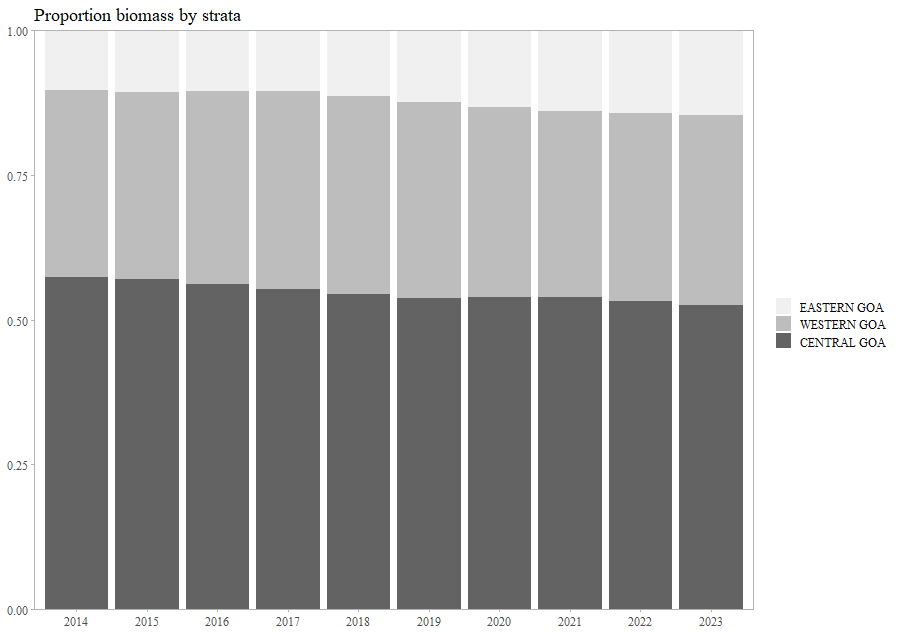 Proportion biomass by strata
1.00
0.75
0.50
0.25
0.00
2014 2015 2016 2017 2018 2019 2020 2021 2022 2023
EASTERN GOA
WESTERN GOA
CENTRAL GOA